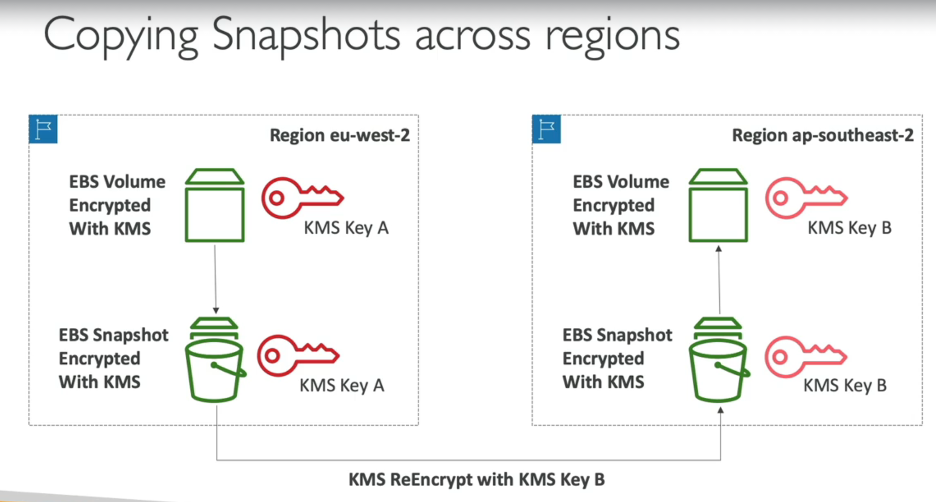 Copying Snapshots across regions
Region eu-west-2
EBS Volume
Encrypted
With KMS
KMS Key A
EBS Snapshot
Encrypted
With KMS
KMS Key A
Region ap-southeast-2
EBS Volume
Encrypted
With KMS
KMS Key B
EBS Snapshot
Encrypted
With KMS
KMS Key B
KMS ReEncrypt with KMS Key B